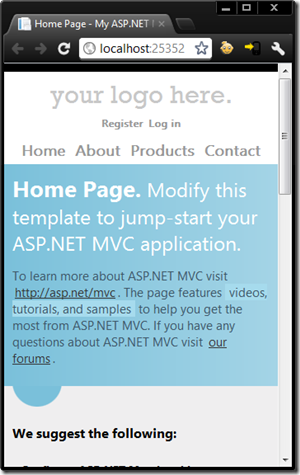 Home Page - My ASP.NET M
localhost:25352
your logo here.
Register Log in
Home About Products Contact
Home Page. Modify this
template to jump-start your
ASP.NET MVC application.
To learn more about ASP.NET MVC visit
http://asp.net/mvc. The page features videos,
tutorials, and samples to help you get the
most from ASP.NET MVC. If you have any
questions about ASP.NET MVC visit our
forums.
We suggest the following: